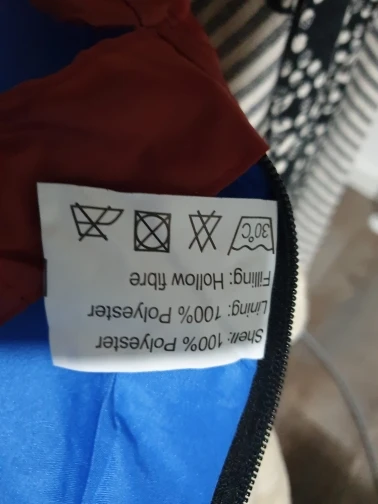 Shell: 100% Polyester
Lining: 100% Polyester
Filling: Hollow fibre
30°C